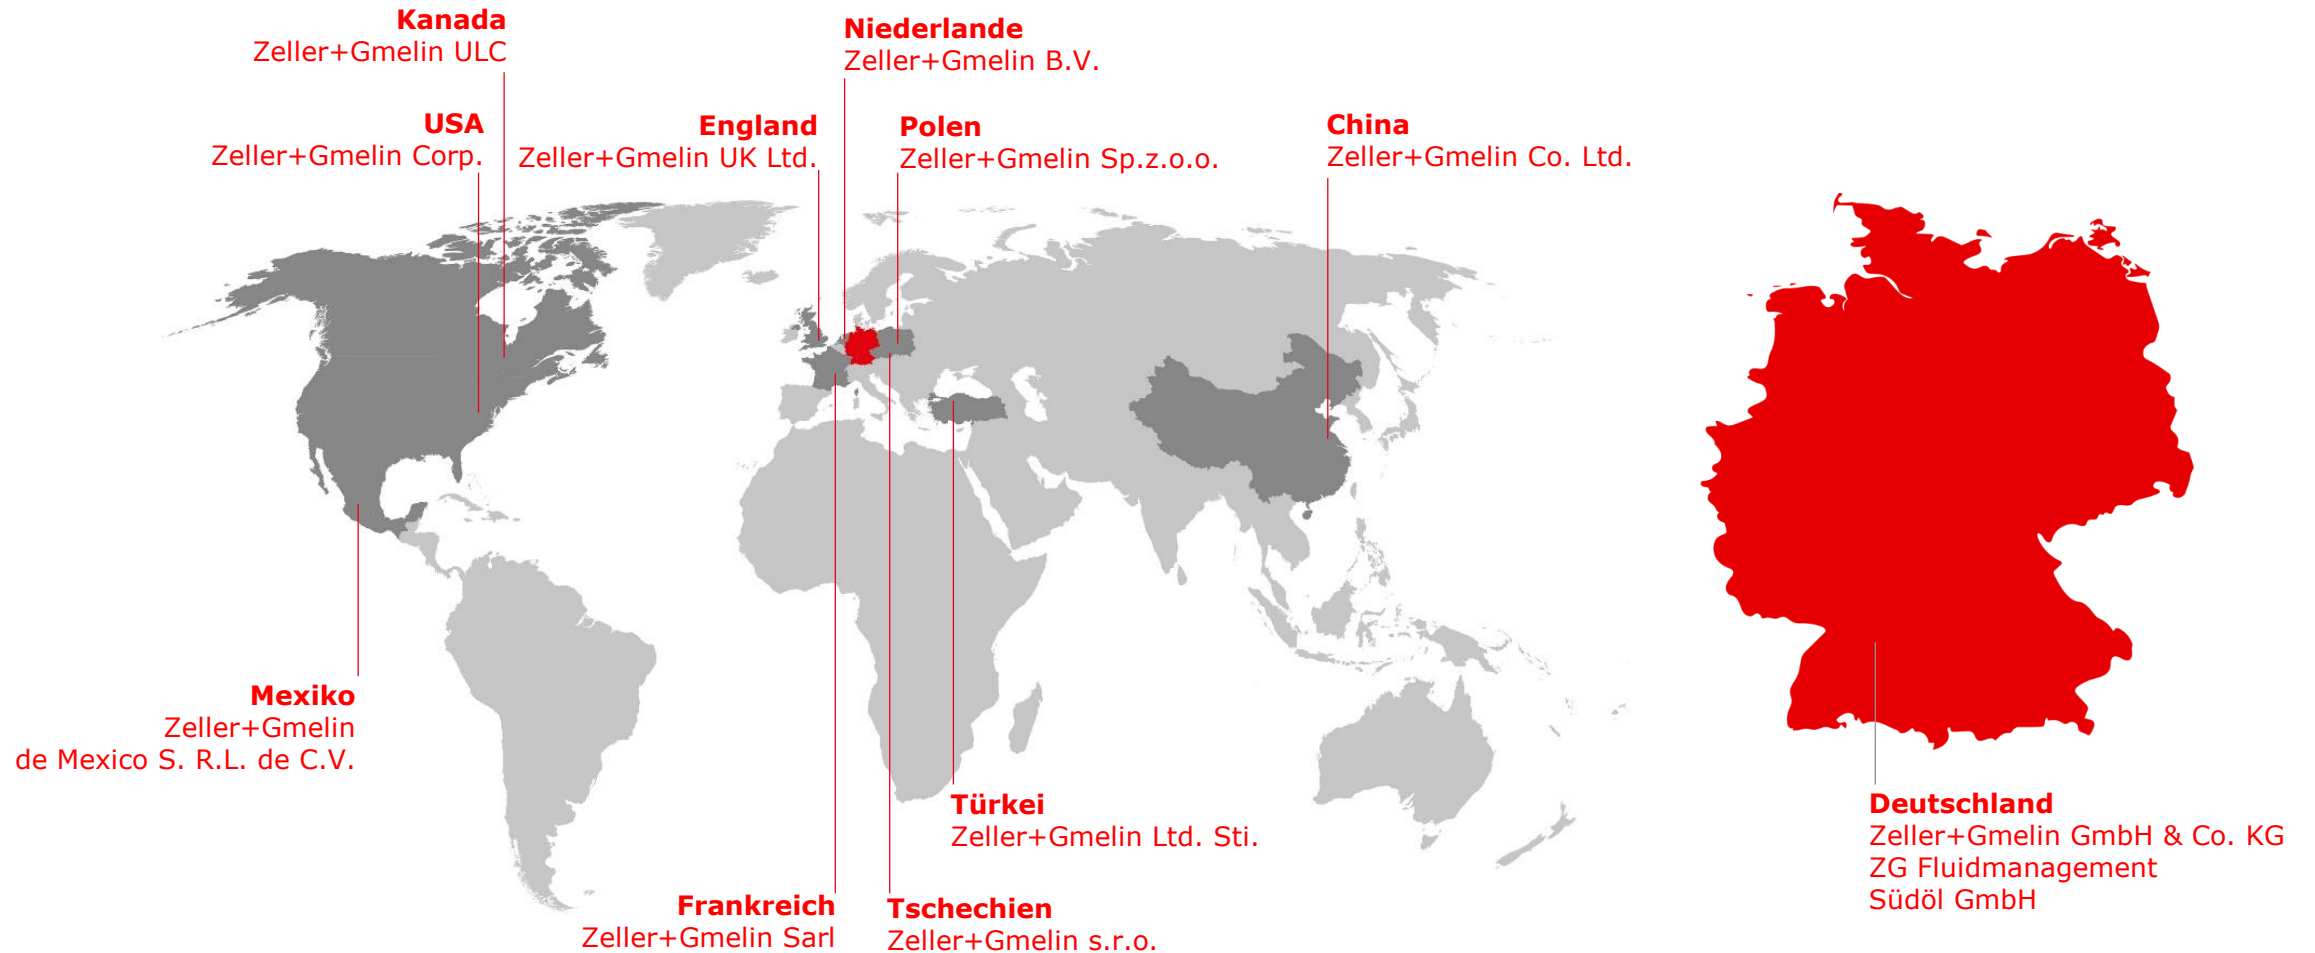 Kanada
Zeller+Gmelin ULC
Niederlande
Zeller+Gmelin B.V.
USA
Zeller+Gmelin Corp.
England
Zeller+Gmelin UK Ltd.
Polen
Zeller+Gmelin Sp.z.o.o.
China
Zeller+Gmelin Co. Ltd.
Mexiko
Zeller+Gmelin
de Mexico S. R.L. de C.V.
Türkei
Zeller+Gmelin Ltd. Sti.
Frankreich
Zeller+Gmelin Sarl
Tschechien
Zeller+Gmelin s.r.o.
Deutschland
Zeller+Gmelin GmbH & Co. KG
ZG Fluidmanagement
Südöl GmbH